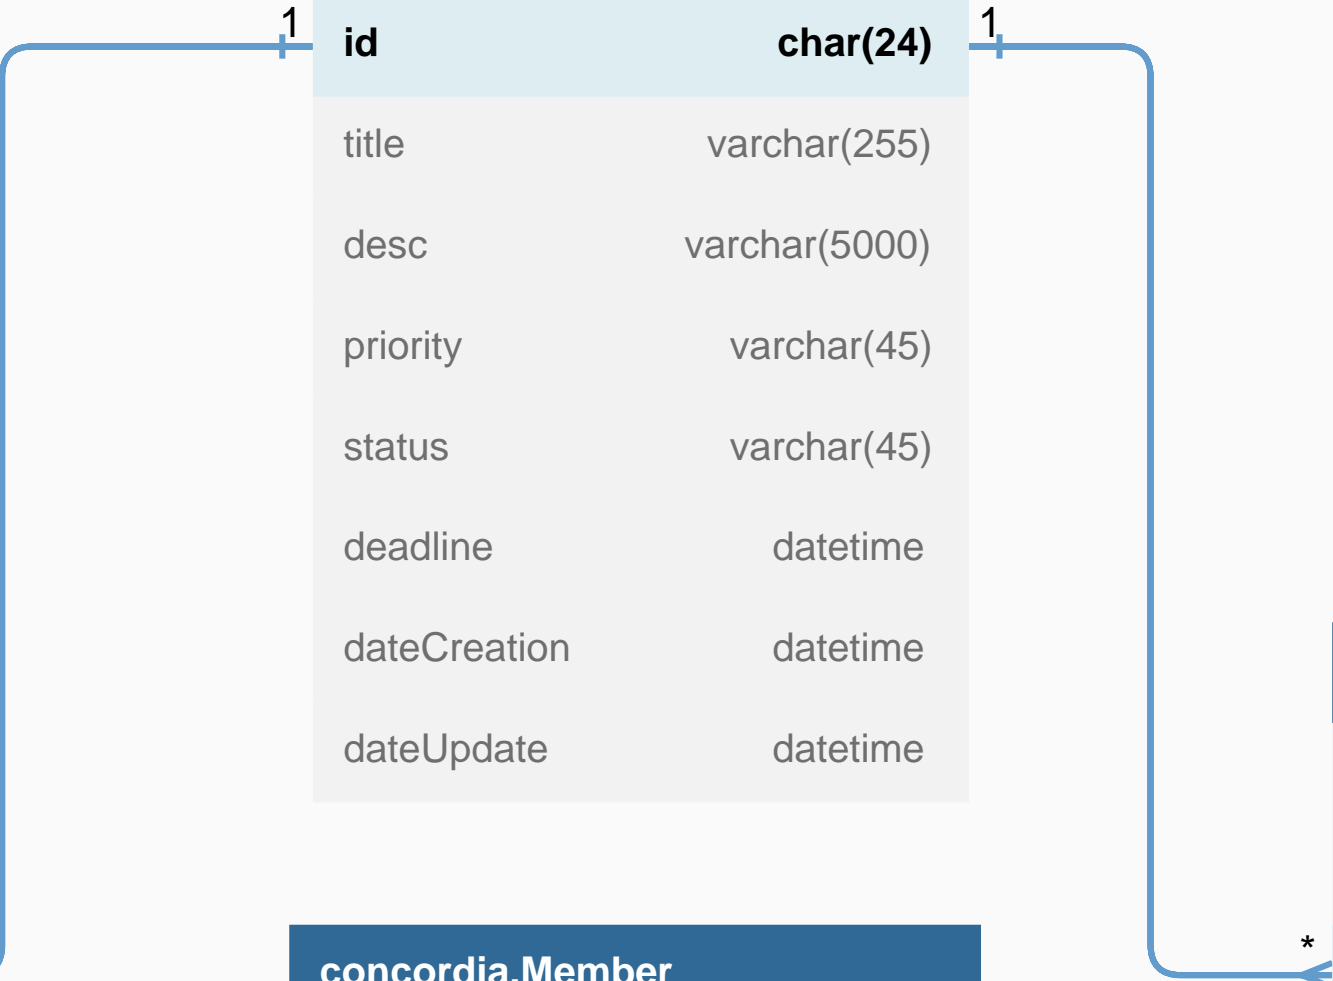 1
1
id char(24)
title varchar(255)
desc varchar(5000)
priority varchar(45)
status varchar(45)
deadline datetime
dateCreation datetime
dateUpdate datetime
*
concordia.Member